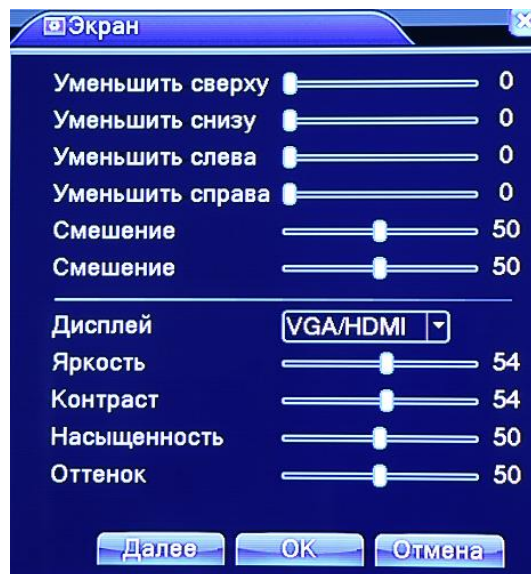 Экран
Уменьшить сверху 0
Уменьшить снизу 0
Уменьшить слева 0
Уменьшить справа 0
Смешение 50
Смешение 50
Дисплей VGA/HDMI
Яркость 54
Контраст 54
Насыщенность 50
Оттенок 50
Далее OK Отмена